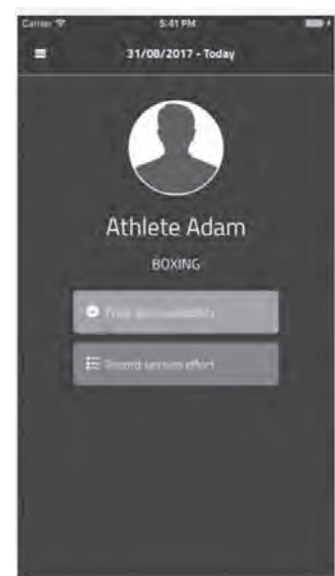 Carrier 5:41 PM
31/08/2017 - Today
Athlete Adam
BOXING
Record session effort